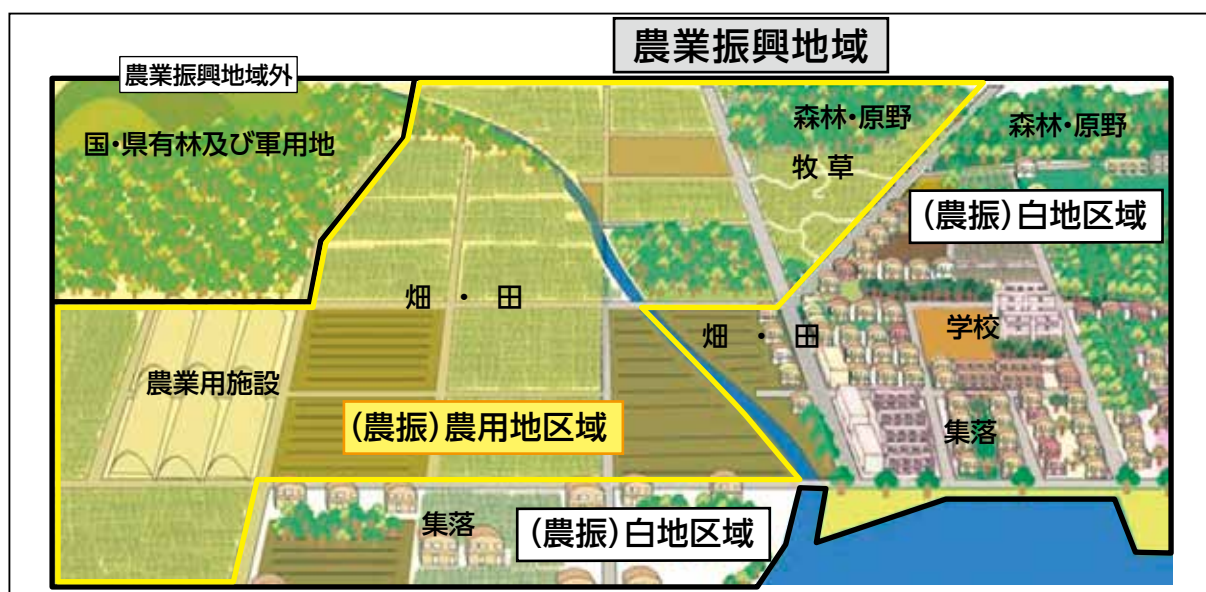 農業振興地域
農業振興地域外
国・県有林及び軍用地
森林・原野
牧 草
森林・原野
(農振)白地区域
畑 ・ 田
畑 ・ 田
学校
農業用施設
(農振)農用地区域
集落
集落
(農振)白地区域